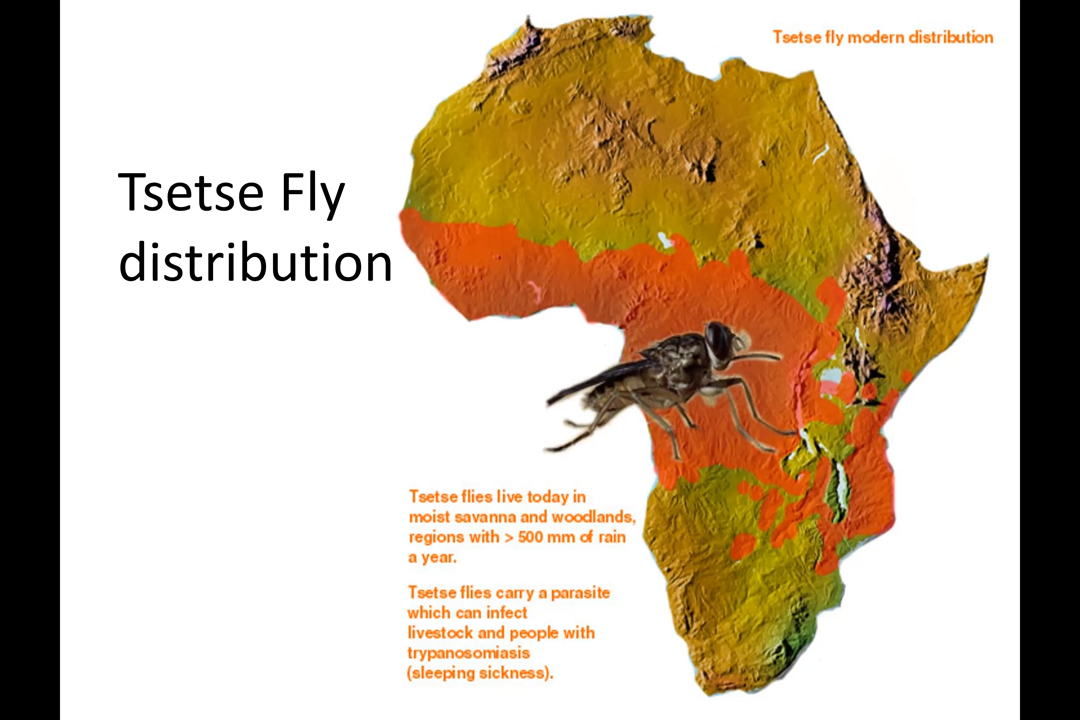 Tsetse fly modern distribution
Tsetse Fly
distribution
Tsetse flies live today in
moist savanna and woodlands,
regions with > 500 mm of rain
a year.
Tsetse flies carry a parasite
which can infect
livestock and people with
trypanosomiasis
(sleeping sickness).